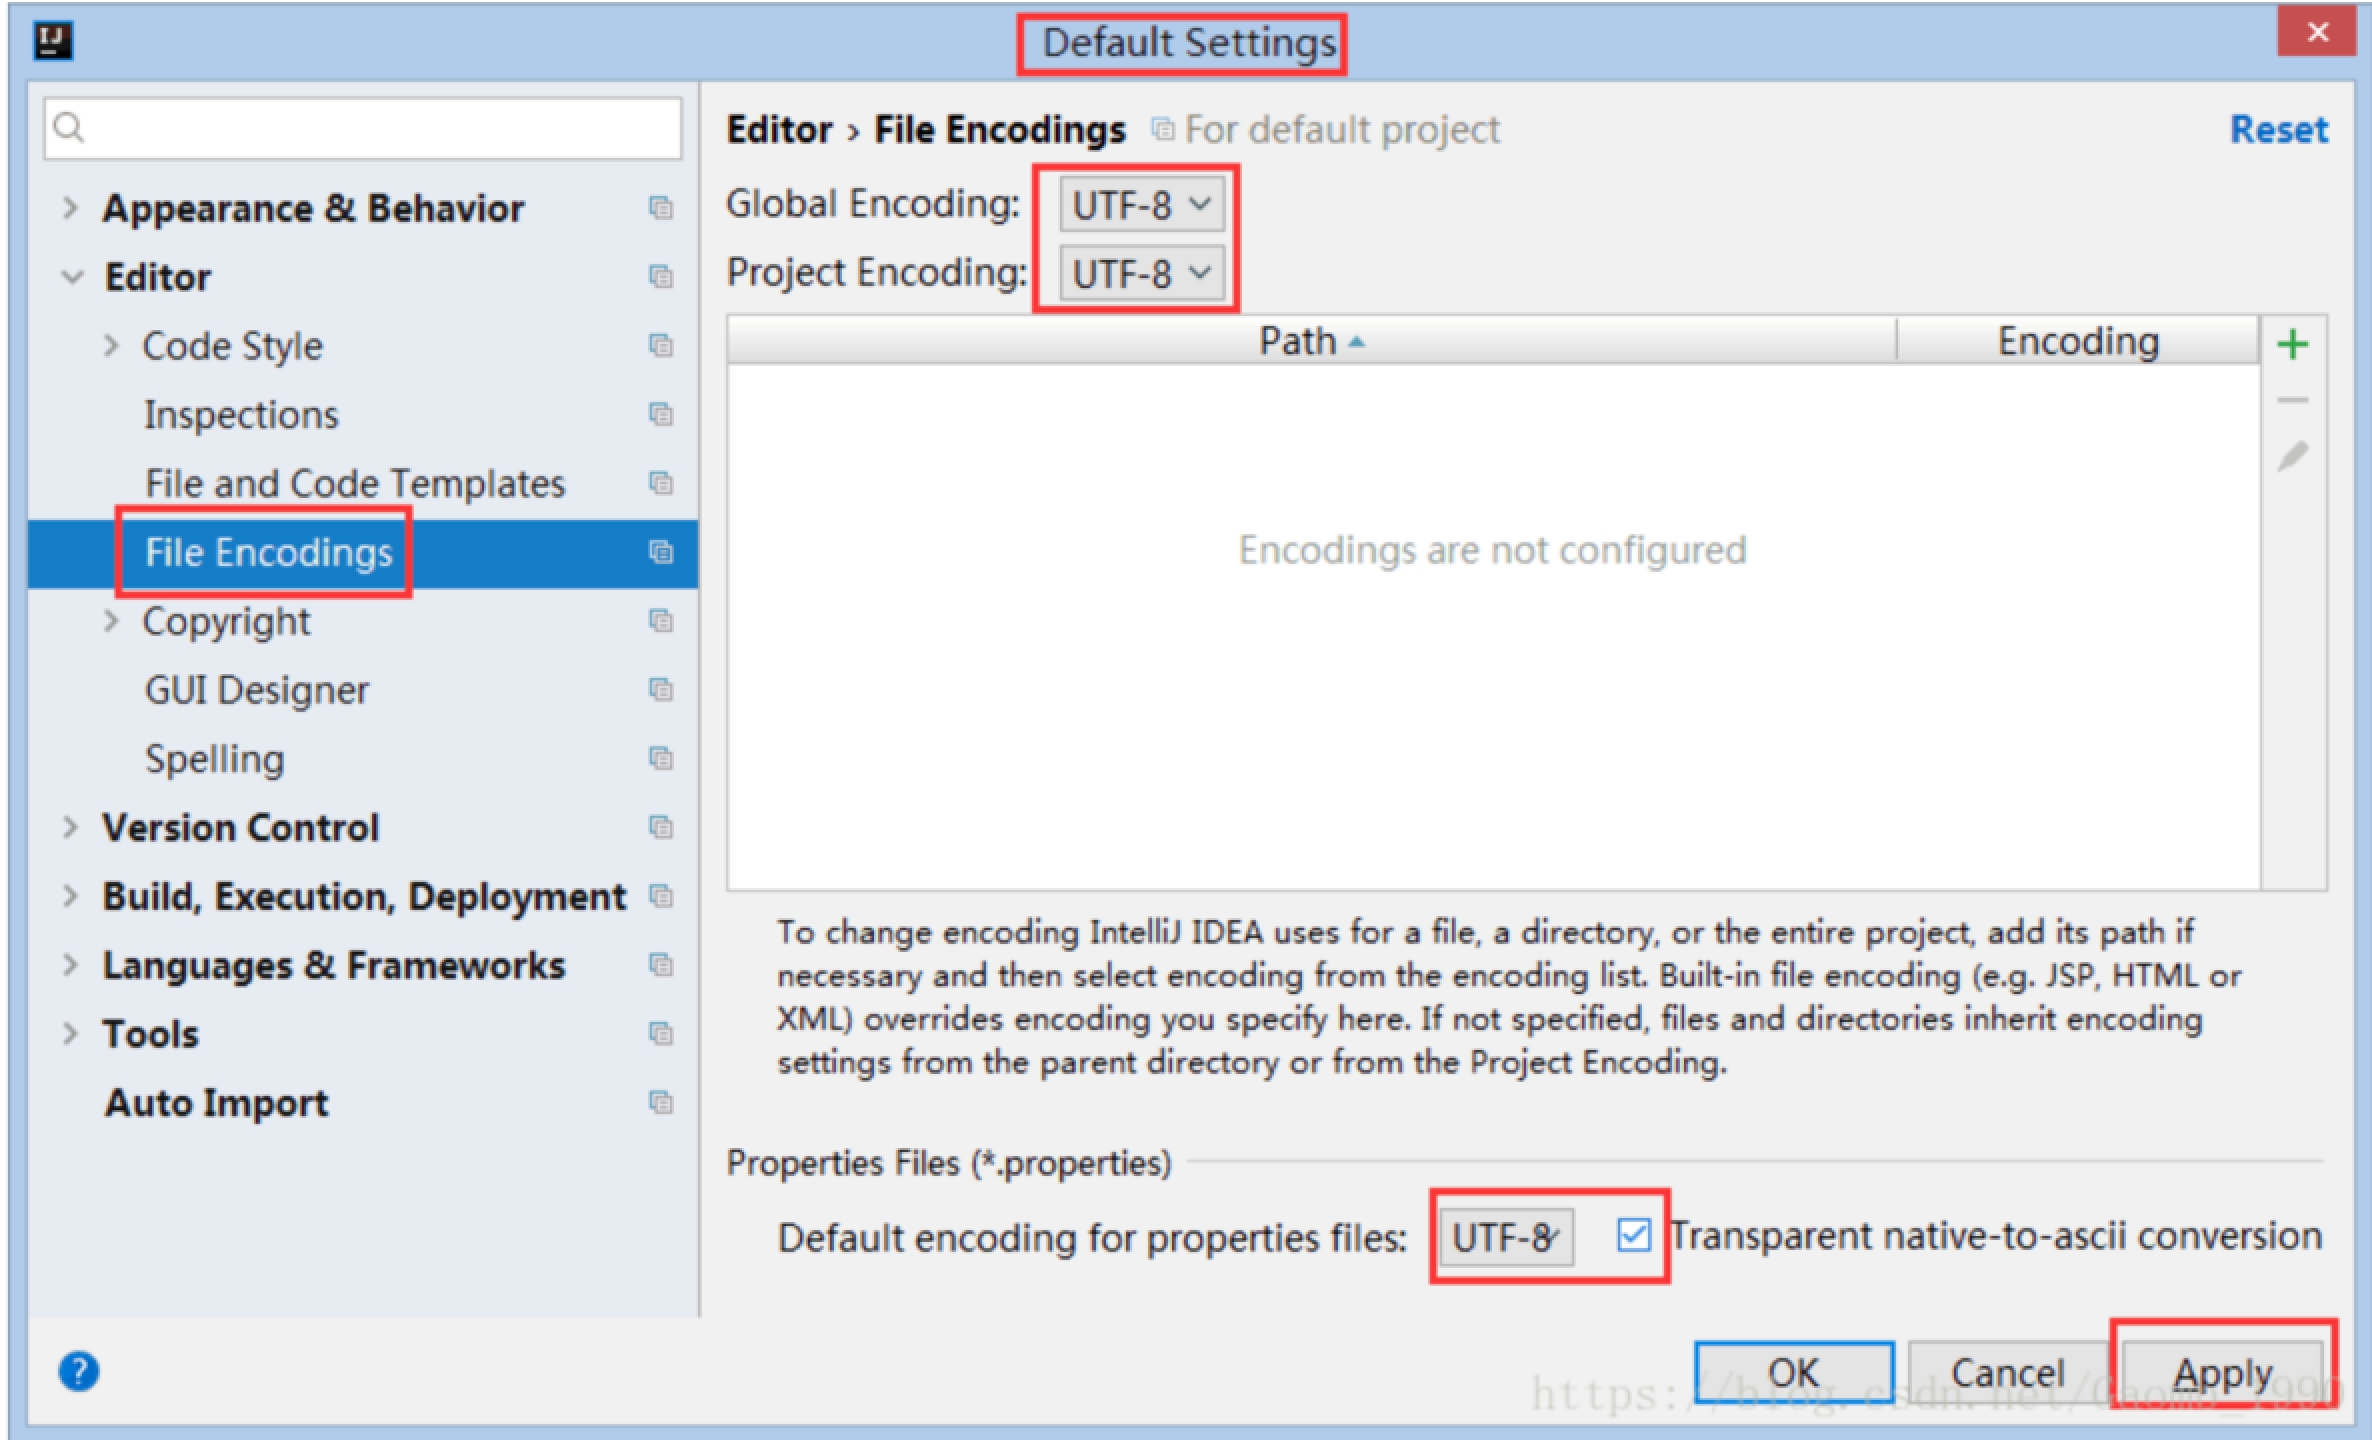 IJ
Default Settings
Appearance & Behavior
Editor
Code Style
Inspections
File and Code Templates
File Encodings
Copyright
GUI Designer
Spelling
Version Control
Build, Execution, Deployment
Languages & Frameworks
Tools
Auto Import
Editor › File Encodings For default project Reset
Global Encoding: UTF-8
Project Encoding: UTF-8
Path Encoding
Encodings are not configured
To change encoding IntelliJ IDEA uses for a file, a directory, or the entire project, add its path if
necessary and then select encoding from the encoding list. Built-in file encoding (e.g. JSP, HTML or
XML) overrides encoding you specify here. If not specified, files and directories inherit encoding
settings from the parent directory or from the Project Encoding.
Properties Files (*.properties)
Default encoding for properties files: UTF-8 Transparent native-to-ascii conversion
? OK Cancel Apply